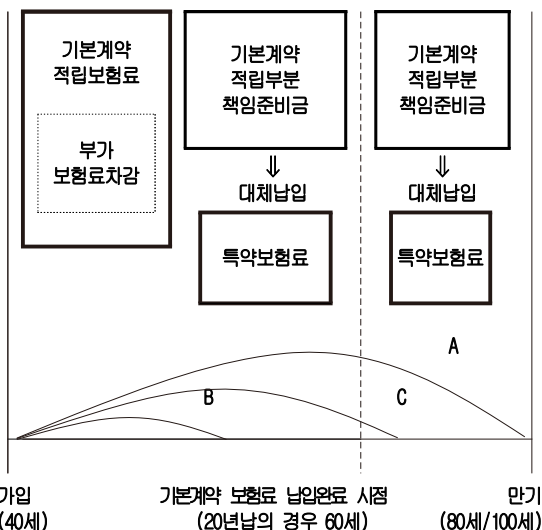 기본계약
적립보험료
부가
보험료차감
기본계약
적립부분
책임준비금
⇓
대체납입
특약보험료
기본계약
적립부분
책임준비금
⇓
대체납입
특약보험료
A
B
C
가입
(40세)
기본계약 보험료 납입완료 시점
(20년납의 경우 60세)
만기
(80세/100세)